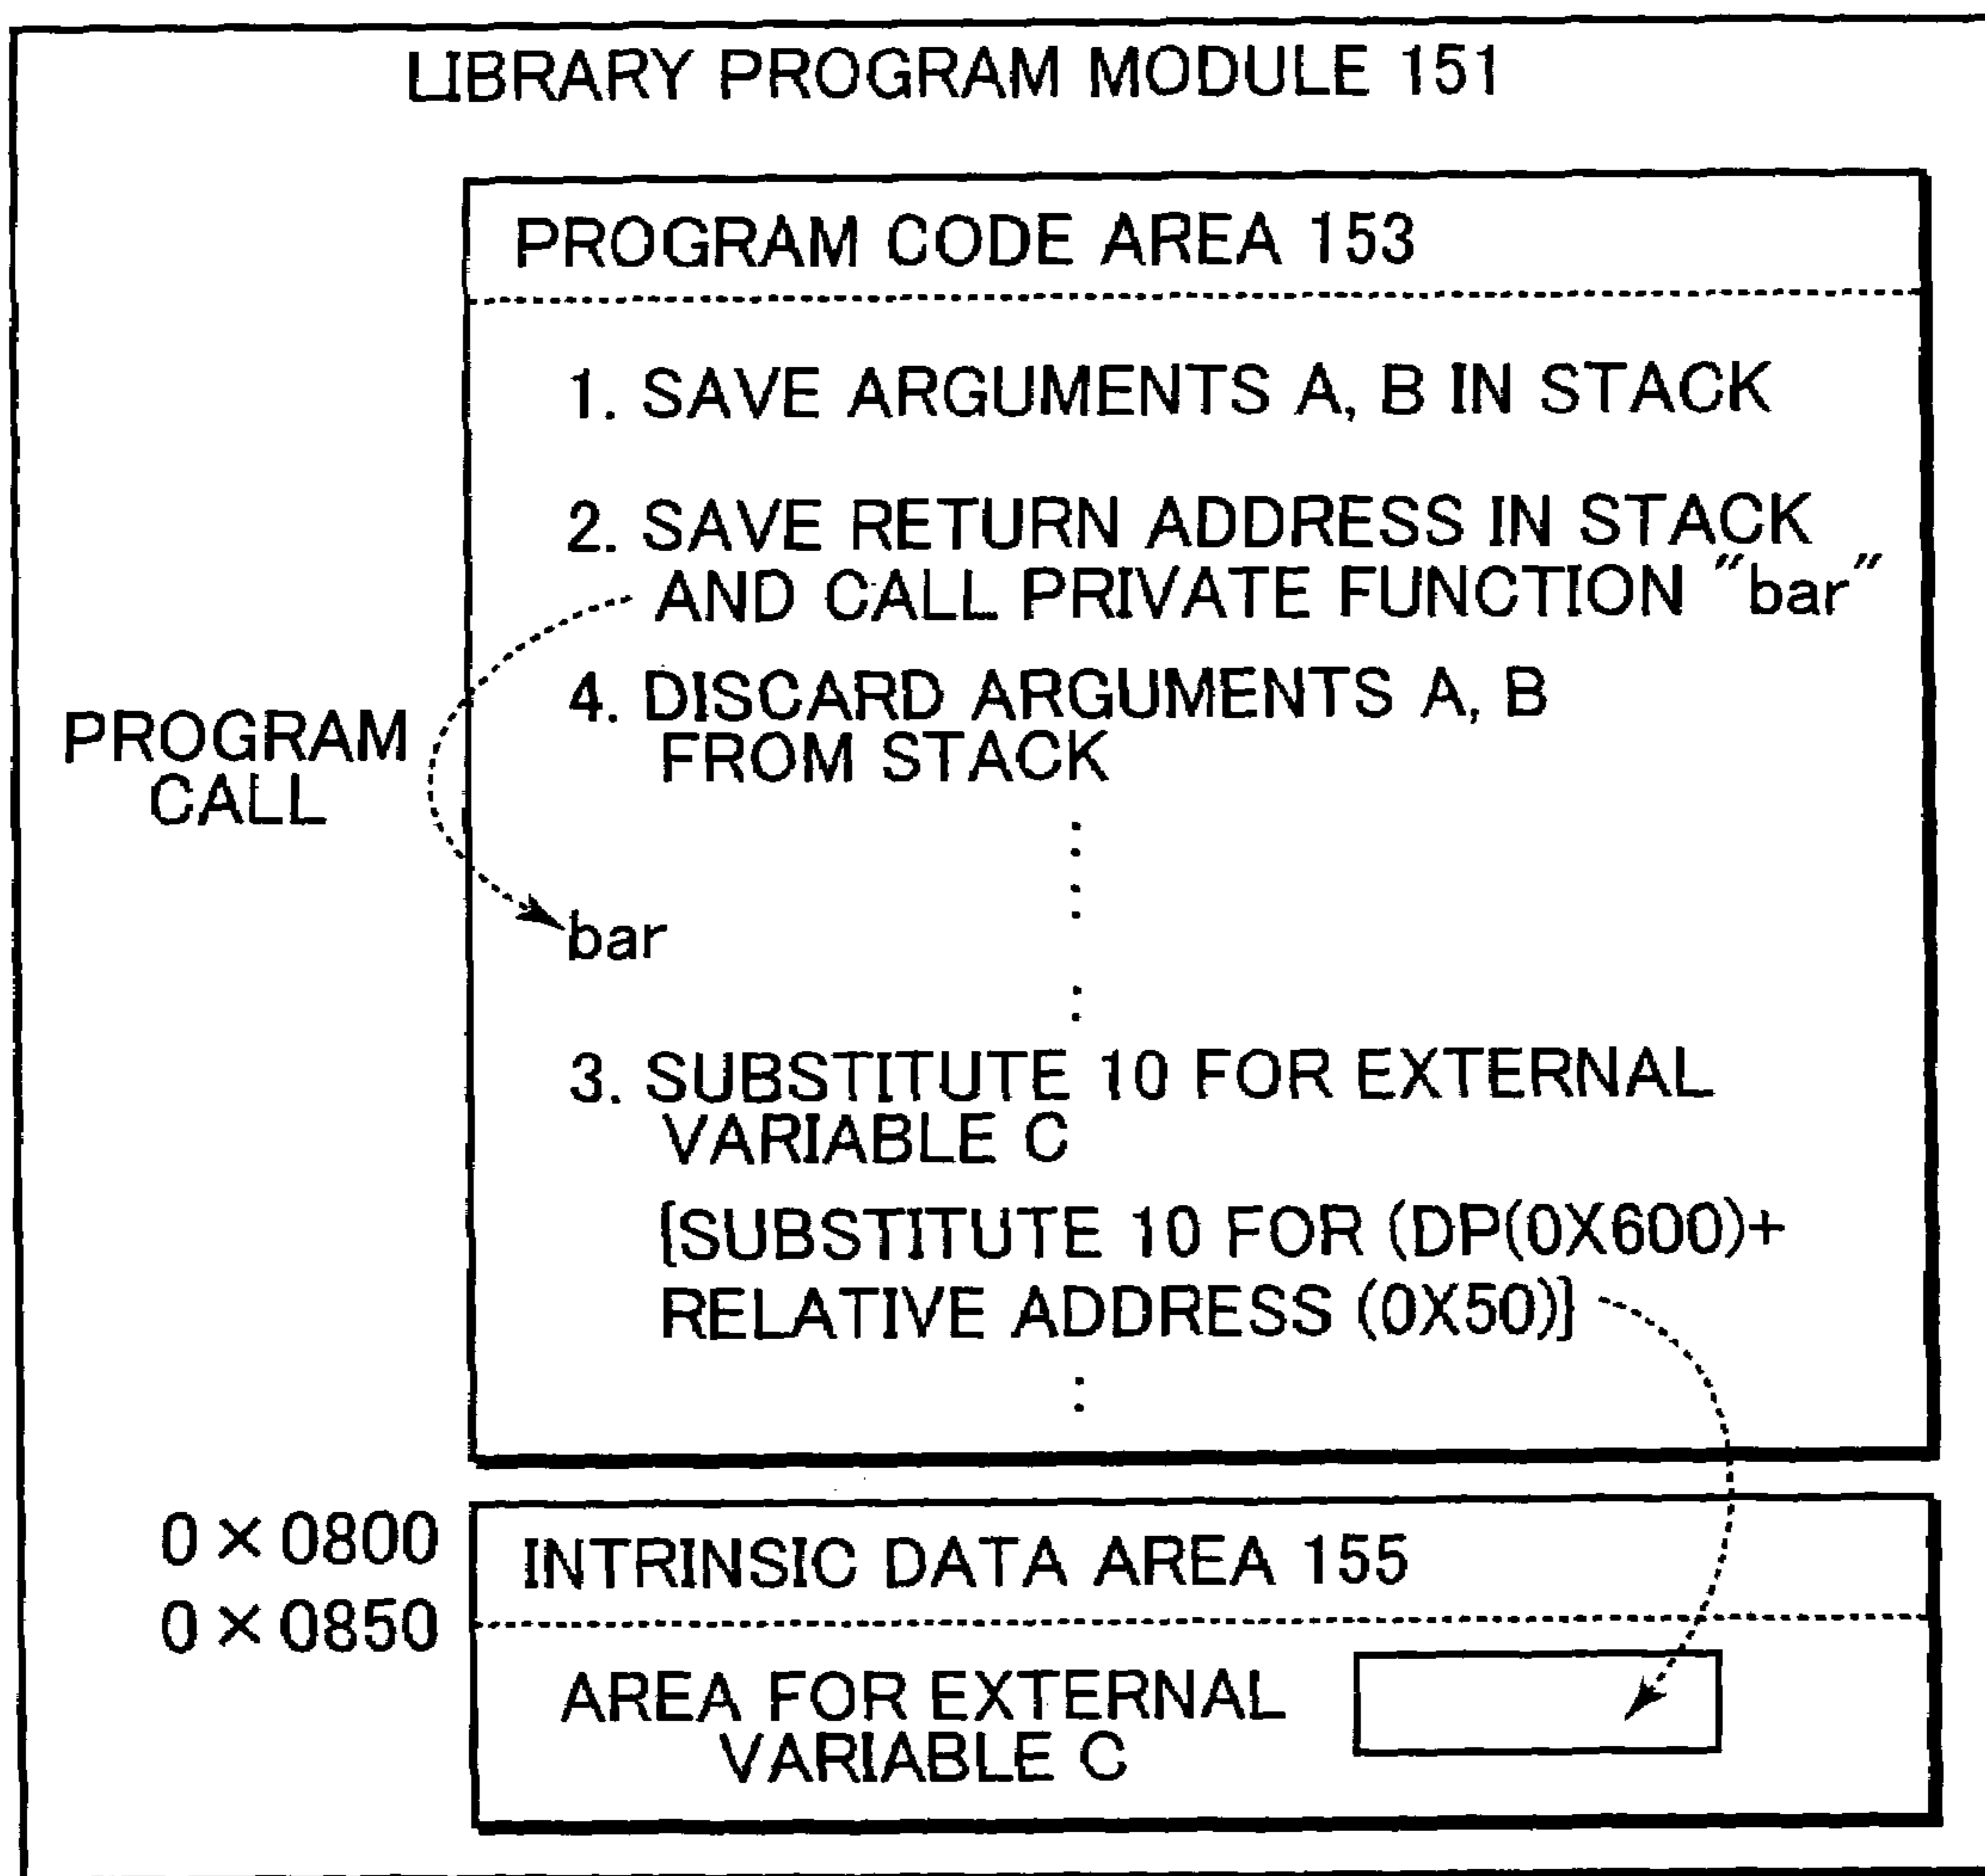 LIBRARY PROGRAM MODULE 151
PROGRAM CODE AREA 153
1. SAVE ARGUMENTS A, B IN STACK
2. SAVE RETURN ADDRESS IN STACK
AND CALL PRIVATE FUNCTION "bar"
4. DISCARD ARGUMENTS A, B
FROM STACK
PROGRAM
CALL
bar
3. SUBSTITUTE 10 FOR EXTERNAL
VARIABLE C
[SUBSTITUTE 10 FOR (DP(0X600)+
RELATIVE ADDRESS (0X50)}
0 × 0800
INTRINSIC DATA AREA 155
0 × 0850
AREA FOR EXTERNAL
VARIABLE C